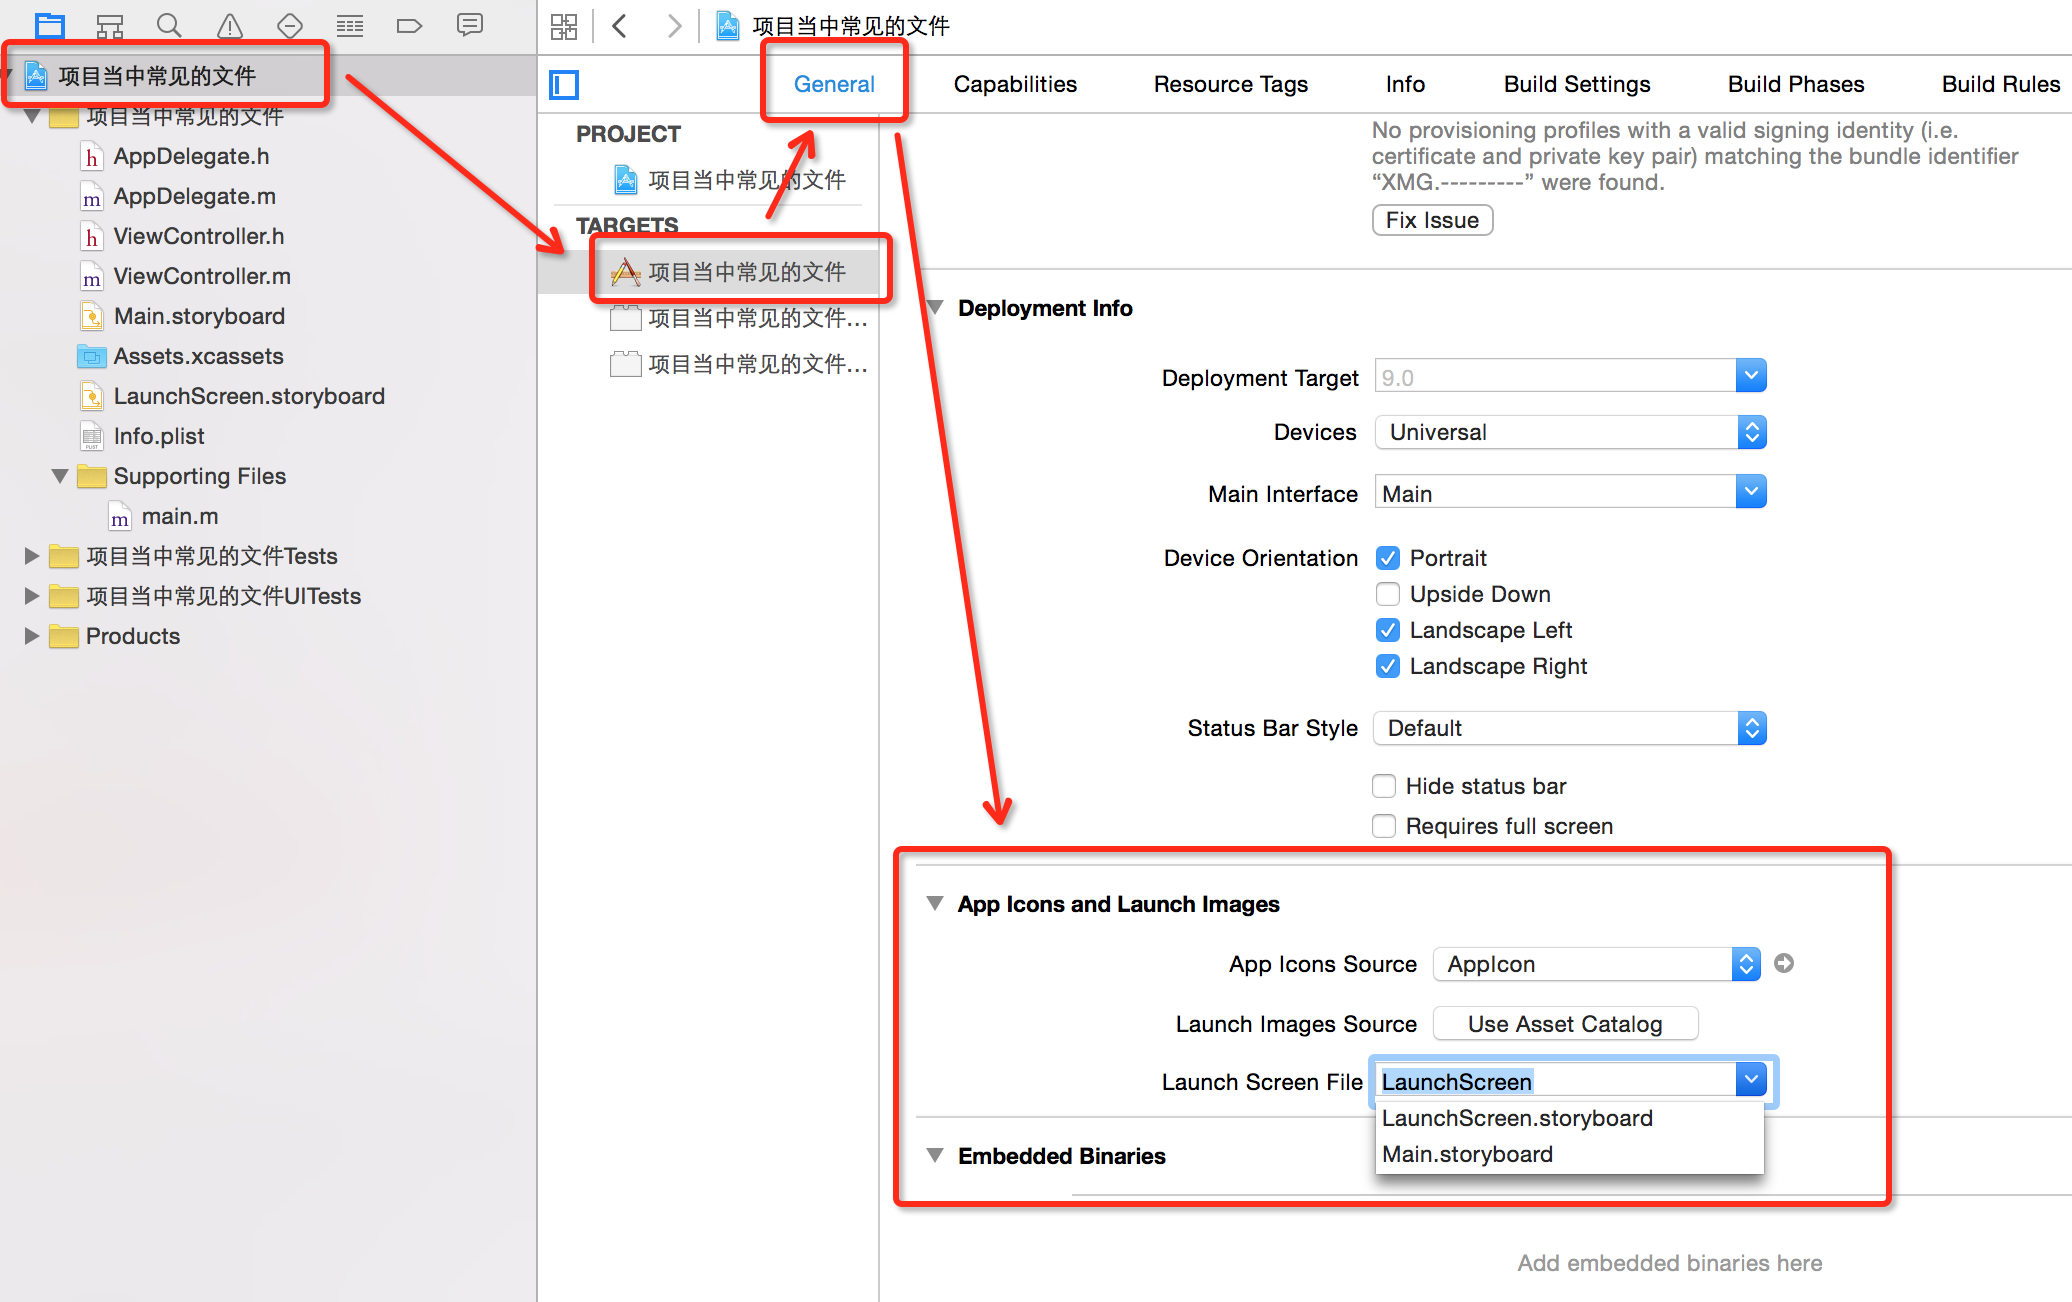 项目当中常见的文件
项目当中常见的文件
项目当中常见的文件
h AppDelegate.h
m AppDelegate.m
h ViewController.h
m ViewController.m
Main.storyboard
Assets.xcassets
LaunchScreen.storyboard
Info.plist
Supporting Files
m main.m
项目当中常见的文件Tests
项目当中常见的文件UITests
Products
General Capabilities Resource Tags Info Build Settings Build Phases Build Rules
PROJECT
项目当中常见的文件
TARGETS
项目当中常见的文件
项目当中常见的文件...
项目当中常见的文件...
No provisioning profiles with a valid signing identity (i.e.
certificate and private key pair) matching the bundle identifier
“XMG.---------” were found.
Fix Issue
Deployment Info
Deployment Target 9.0
Devices Universal
Main Interface Main
Device Orientation Portrait
Upside Down
Landscape Left
Landscape Right
Status Bar Style Default
Hide status bar
Requires full screen
App Icons and Launch Images
App Icons Source AppIcon
Launch Images Source Use Asset Catalog
Launch Screen File LaunchScreen
LaunchScreen.storyboard
Main.storyboard
Embedded Binaries
Add embedded binaries here